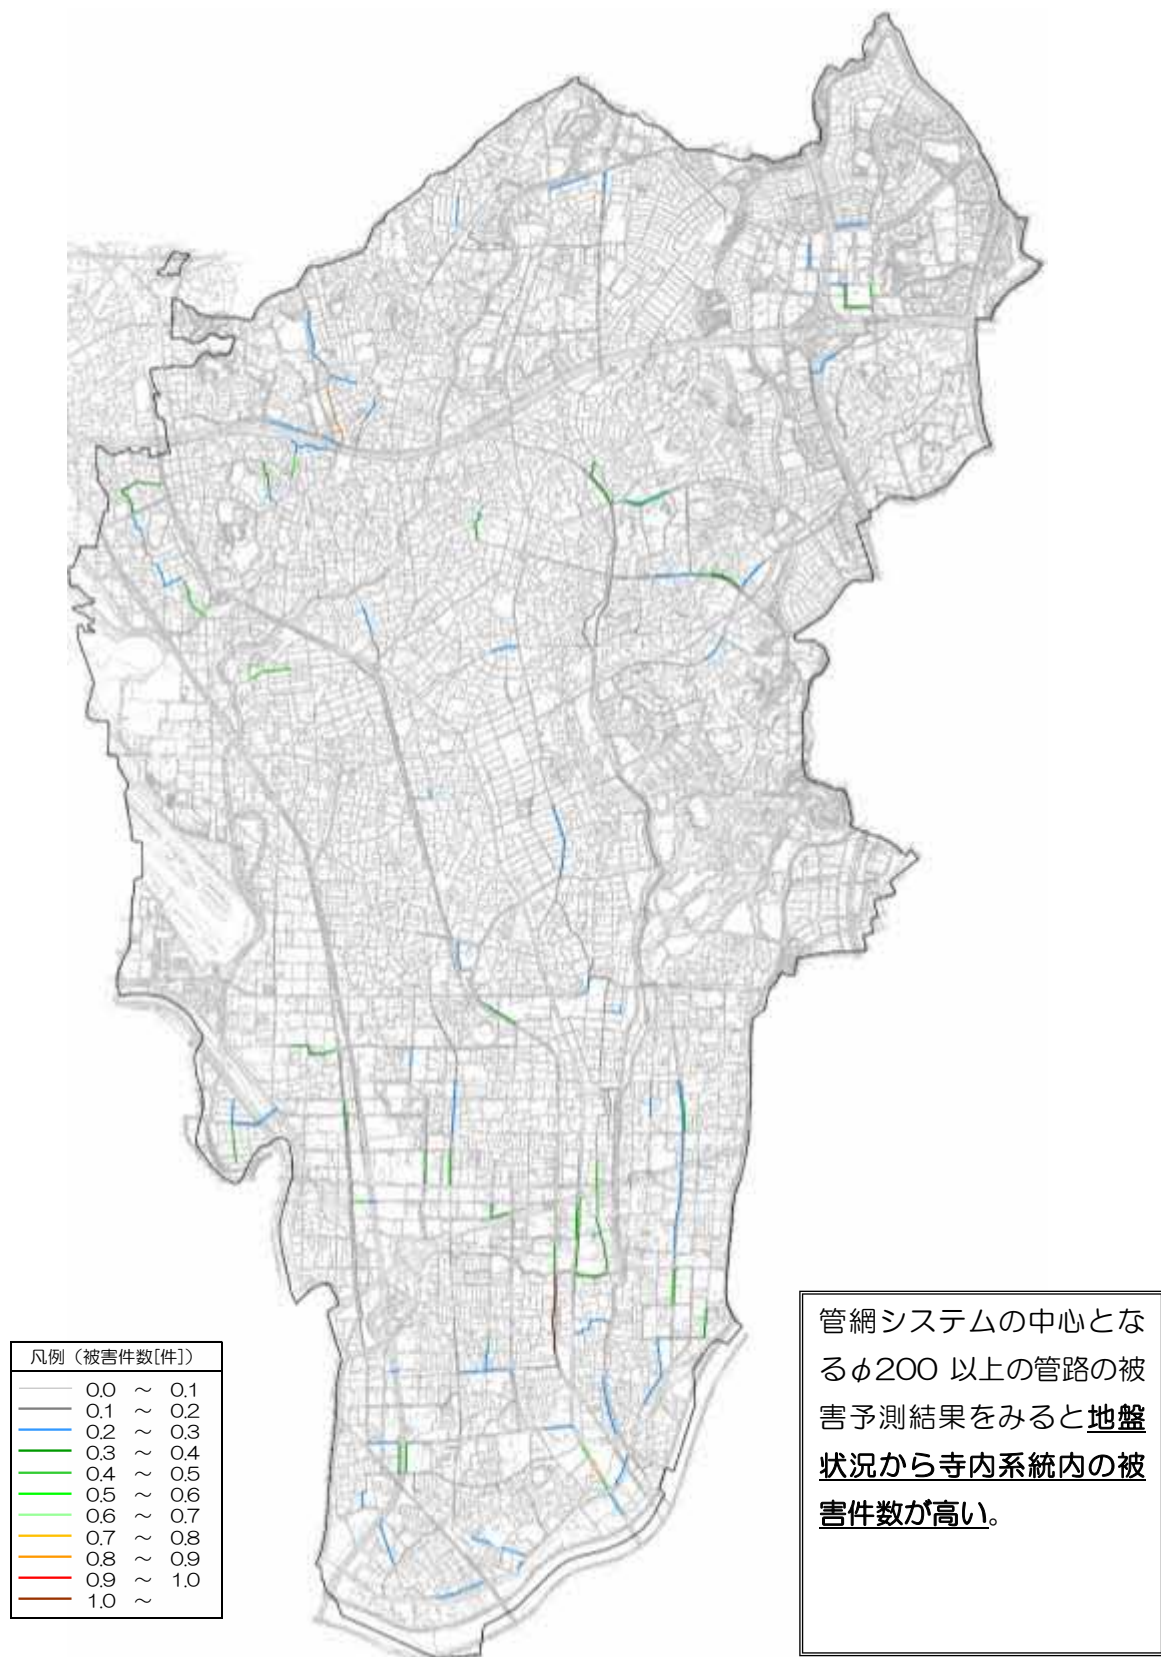 凡例（被害件数[件]）
0.0 ～ 0.1
0.1 ～ 0.2
0.2 ～ 0.3
0.3 ～ 0.4
0.4 ～ 0.5
0.5 ～ 0.6
0.6 ～ 0.7
0.7 ～ 0.8
0.8 ～ 0.9
0.9 ～ 1.0
1.0 ～
管網システムの中心とな
るφ200 以上の管路の被
害予測結果をみると地盤
状況から寺内系統内の被
害件数が高い。